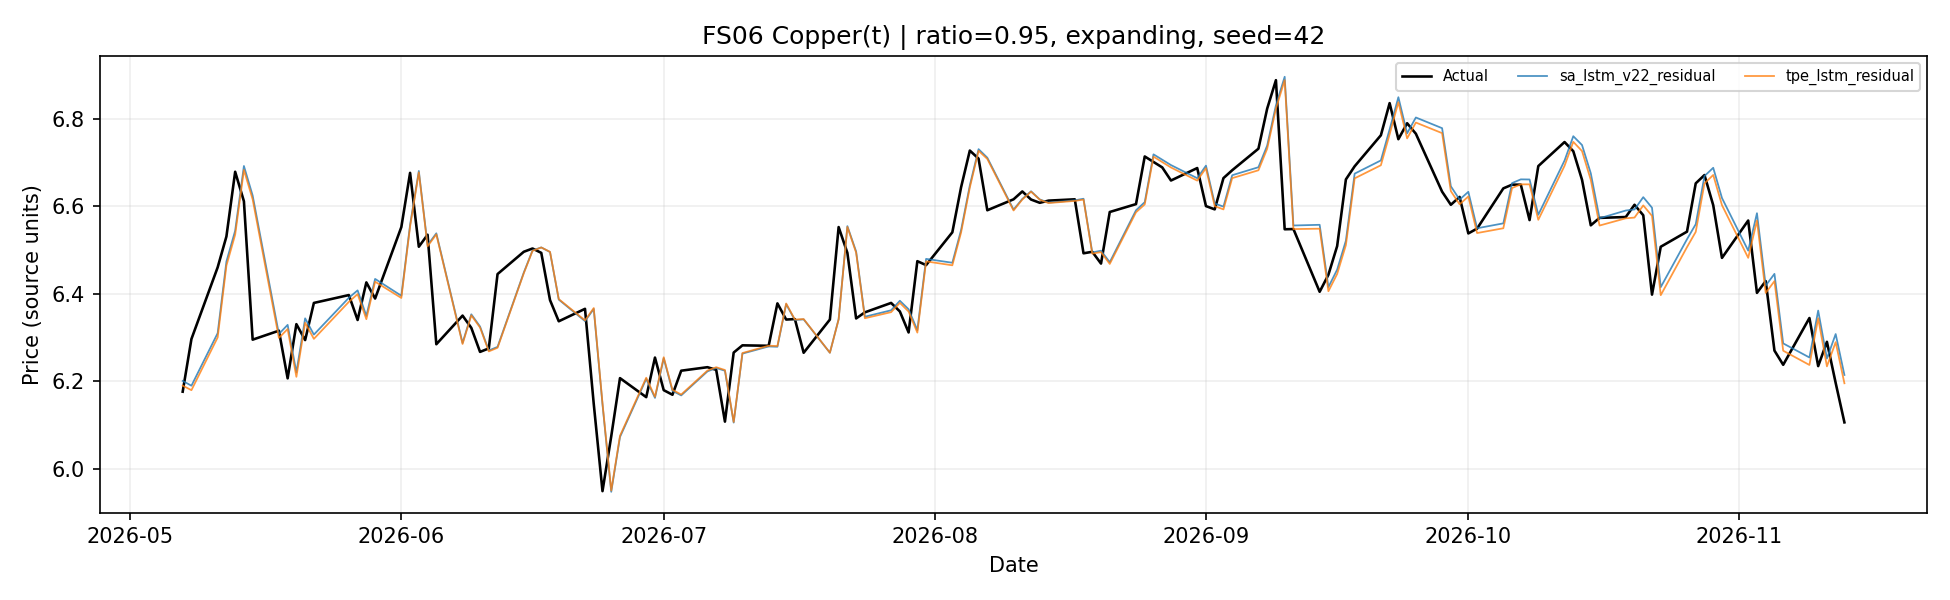 FS06 Copper(t) | ratio=0.95, expanding, seed=42
Actual sa_lstm_v22_residual tpe_lstm_residual
Price (source units)
6.8
6.6
6.4
6.2
6.0
2026-05 2026-06 2026-07 2026-08 2026-09 2026-10 2026-11
Date